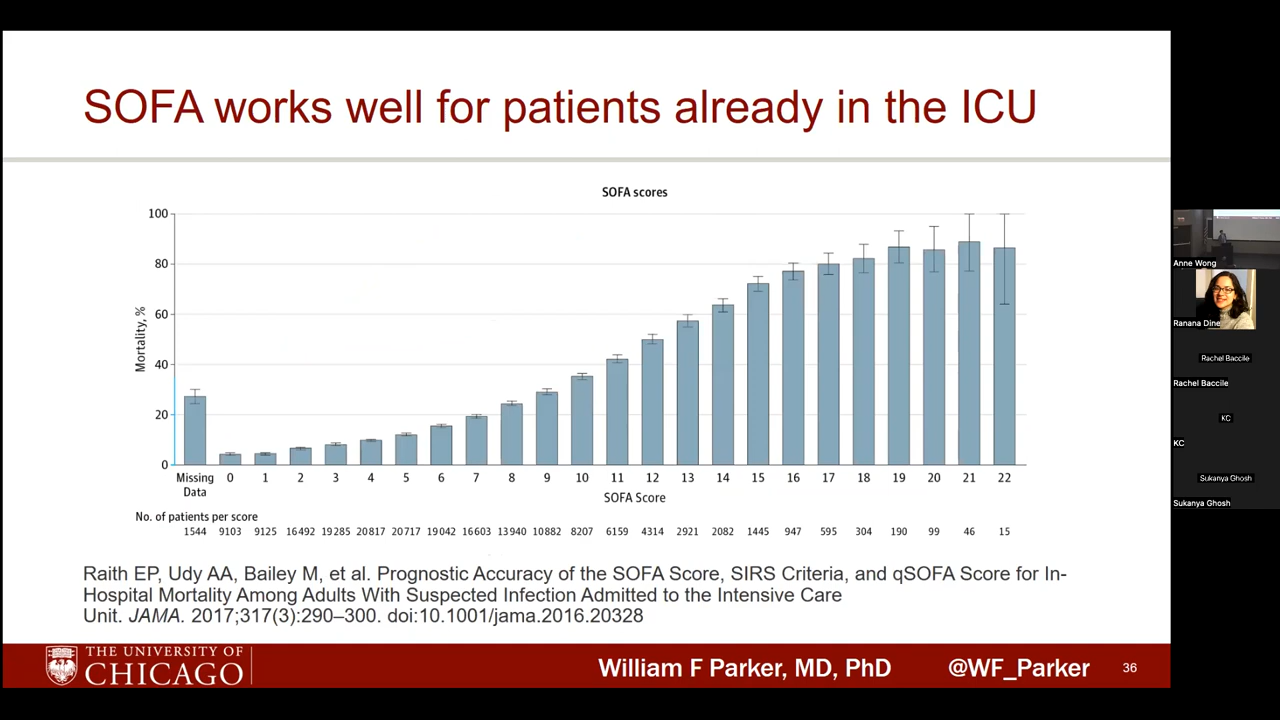 SOFA works well for patients already in the ICU
SOFA scores
Mortality, %
100
80
60
40
20
0
Missing Data 0 1 2 3 4 5 6 7 8 9 10 11 12 13 14 15 16 17 18 19 20 21 22
SOFA Score
No. of patients per score
1544 9103 9125 16492 19285 20817 20717 19042 16603 13940 10882 8207 6159 4314 2921 2082 1445 947 595 304 190 99 46 15
Raith EP, Udy AA, Bailey M, et al. Prognostic Accuracy of the SOFA Score, SIRS Criteria, and qSOFA Score for In-
Hospital Mortality Among Adults With Suspected Infection Admitted to the Intensive Care
Unit. JAMA. 2017;317(3):290–300. doi:10.1001/jama.2016.20328
THE UNIVERSITY OF
CHICAGO
William F Parker, MD, PhD
@WF_Parker
36
Anne Wong
Ranana Dine
Rachel Baccile
Rachel Baccile
KC
KC
Sukanya Ghosh
Sukanya Ghosh